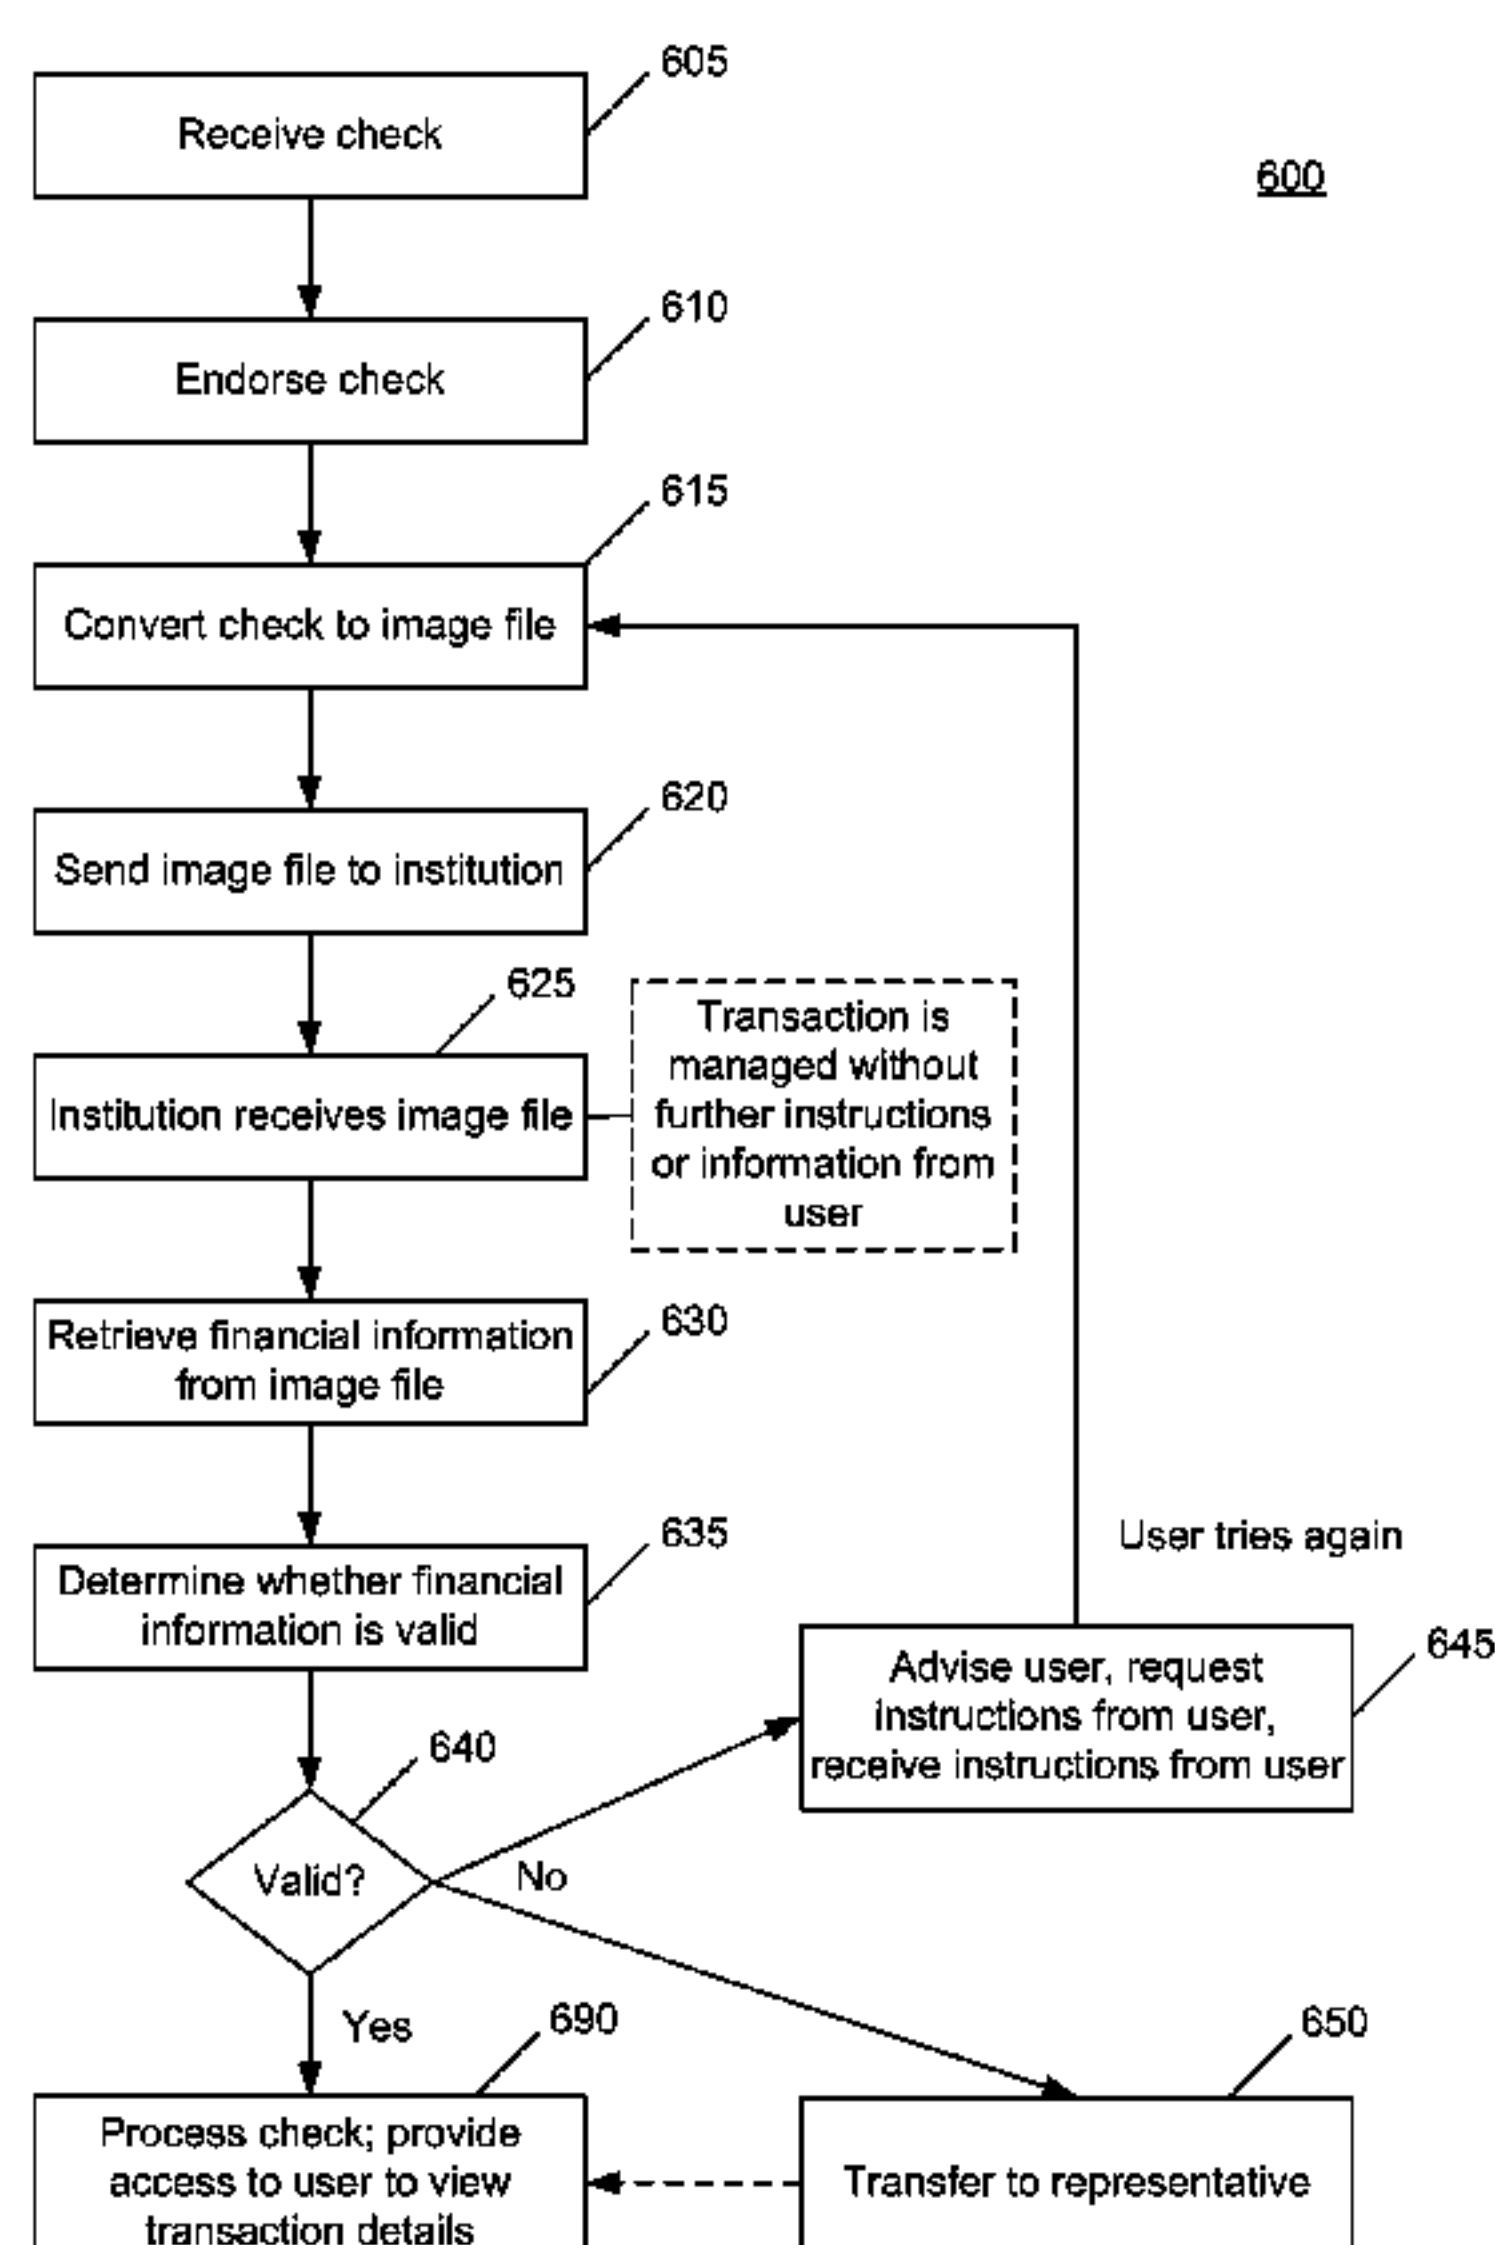 605
Receive check
600
610
Endorse check
615
Convert check to image file
620
Send image file to institution
625
Institution receives image file
Transaction is
managed without
further instructions
or information from
user
630
Retrieve financial information
from image file
635
Determine whether financial
information is valid
User tries again
645
Advise user, request
instructions from user,
receive instructions from user
640
Valid?
No
Yes
690
Process check; provide
access to user to view
transaction details
650
Transfer to representative